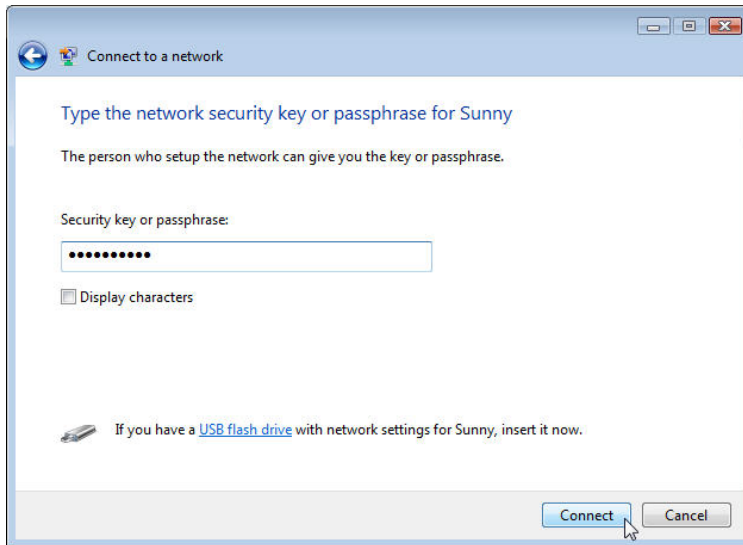 Connect to a network
Type the network security key or passphrase for Sunny
The person who setup the network can give you the key or passphrase.
Security key or passphrase:
••••••••••
Display characters
If you have a USB flash drive with network settings for Sunny, insert it now.
Connect Cancel